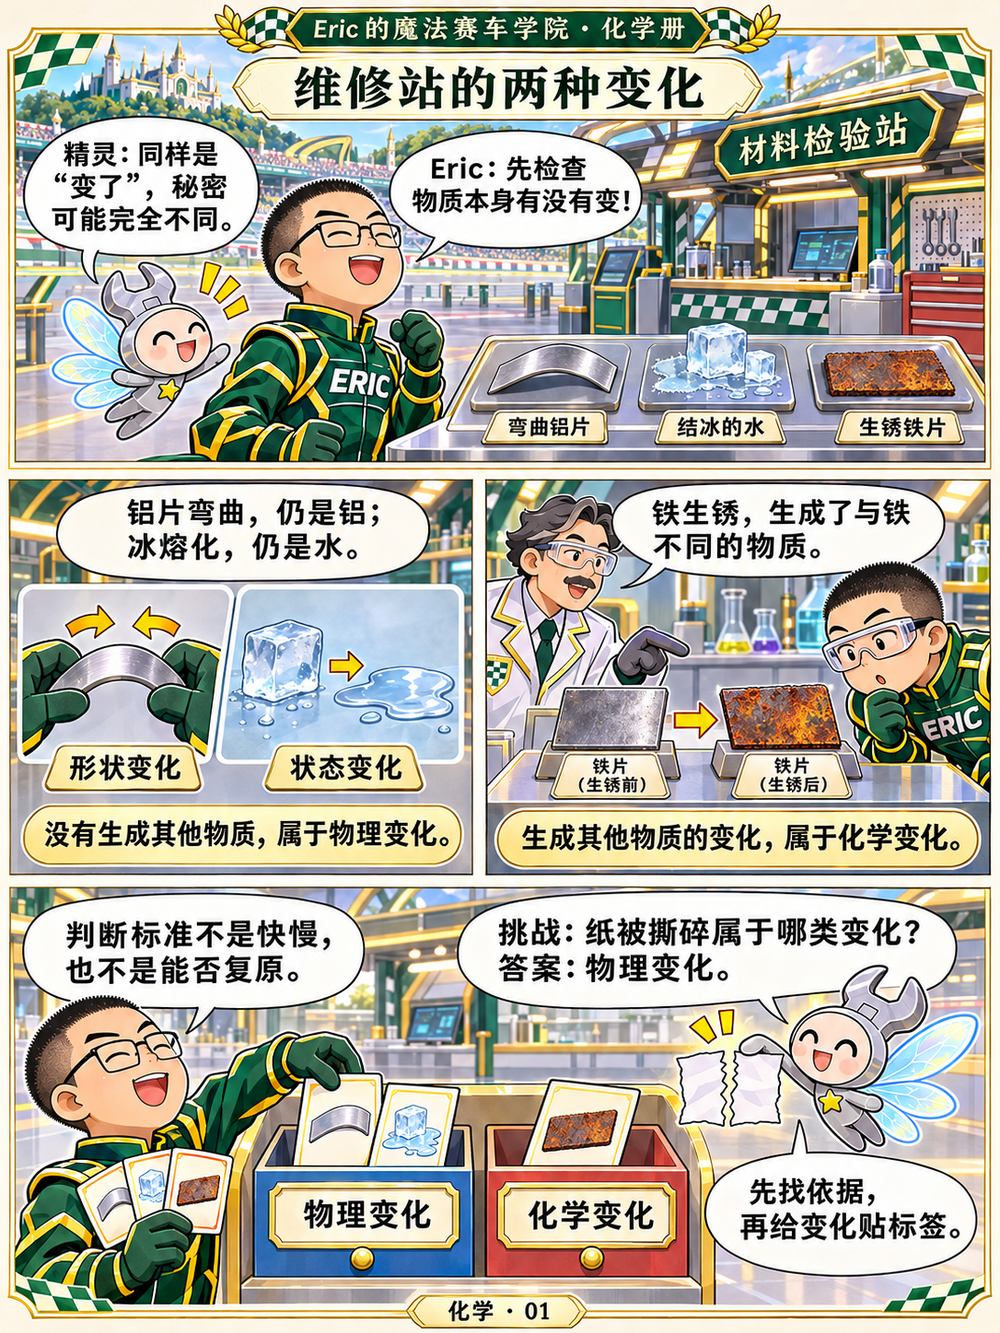 Eric的魔法赛车学院·化学册
维修站的两种变化
材料检验站
精灵：同样是
“变了”，秘密
可能完全不同。
Eric：先检查
物质本身有没有变！
ERIC
弯曲铝片
结冰的水
生锈铁片
铝片弯曲，仍是铝；
冰熔化，仍是水。
形状变化
状态变化
没有生成其他物质，属于物理变化。
铁生锈，生成了与铁
不同的物质。
ERIC
铁片
（生锈前）
铁片
（生锈后）
生成其他物质的变化，属于化学变化。
判断标准不是快慢，
也不是能否复原。
挑战：纸被撕碎属于哪类变化？
答案：物理变化。
物理变化
化学变化
先找依据，
再给变化贴标签。
化学·01